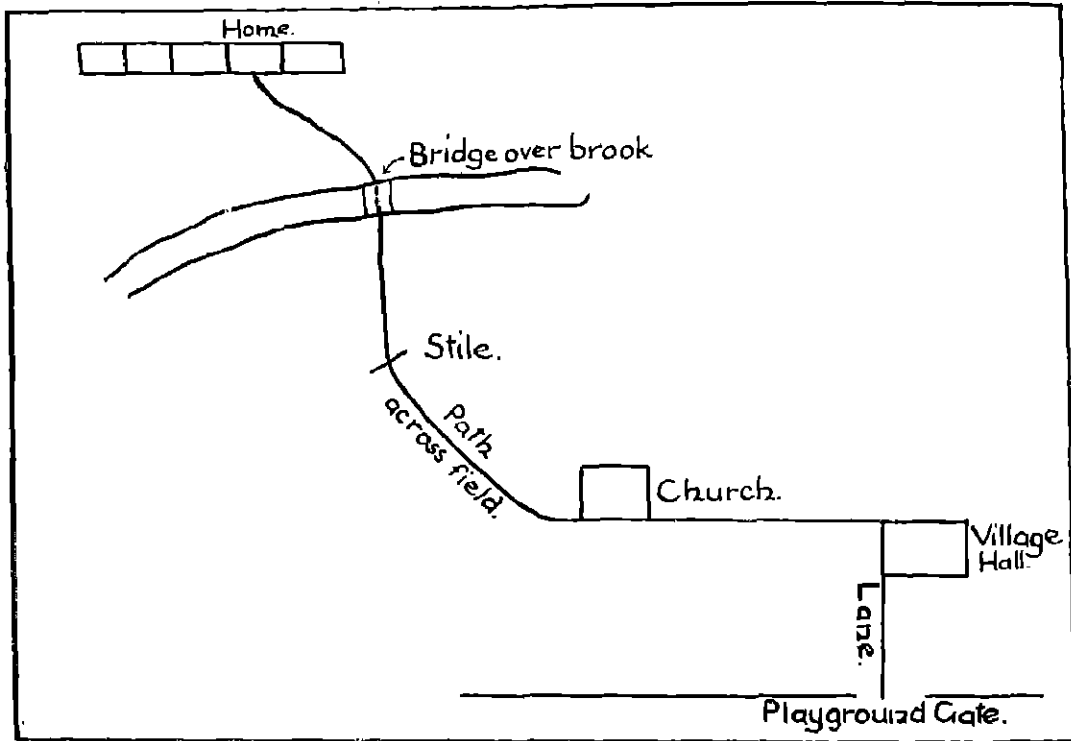 Home.
Bridge over brook
Stile.
Path
across field.
Church.
Village
Hall.
Lane.
Playground Gate.